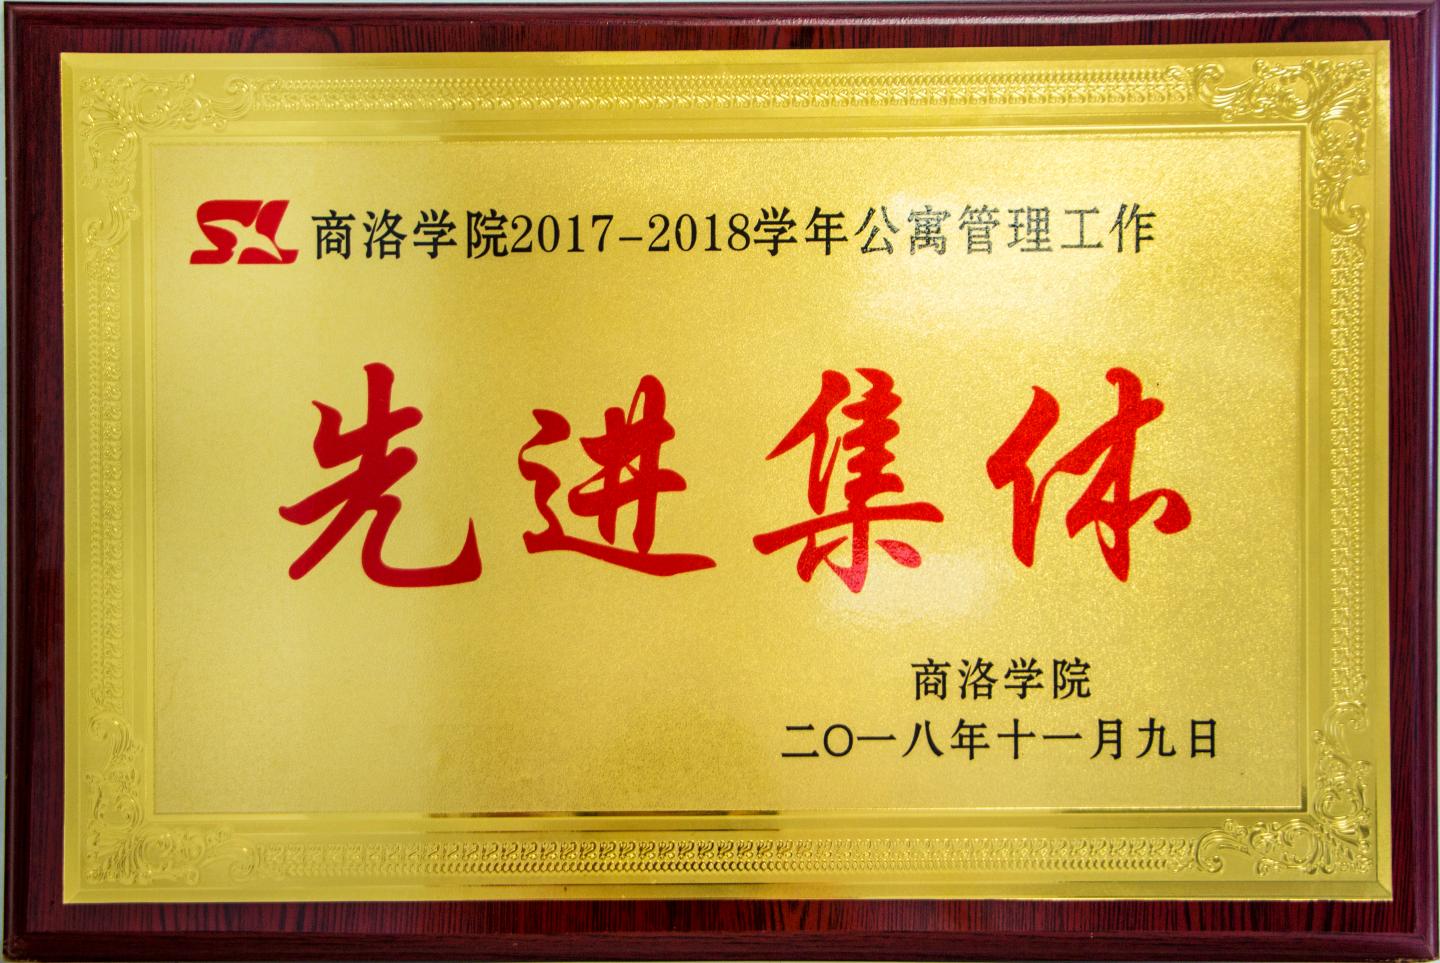 商洛学院2017-2018学年公寓管理工作
先进集体
商洛学院
二〇一八年十一月九日